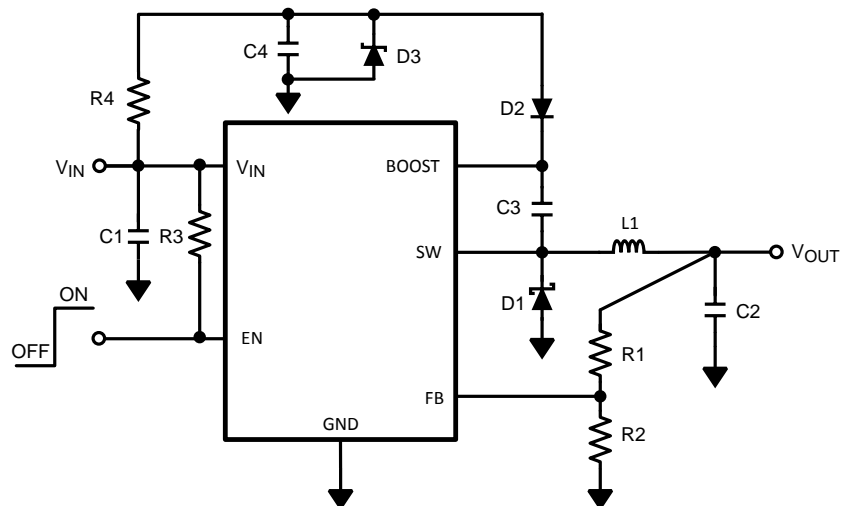 C4
D3
R4
D2
VIN
VIN
BOOST
C3
L1
C1
R3
SW
VOUT
ON
D1
C2
OFF
EN
R1
FB
GND
R2